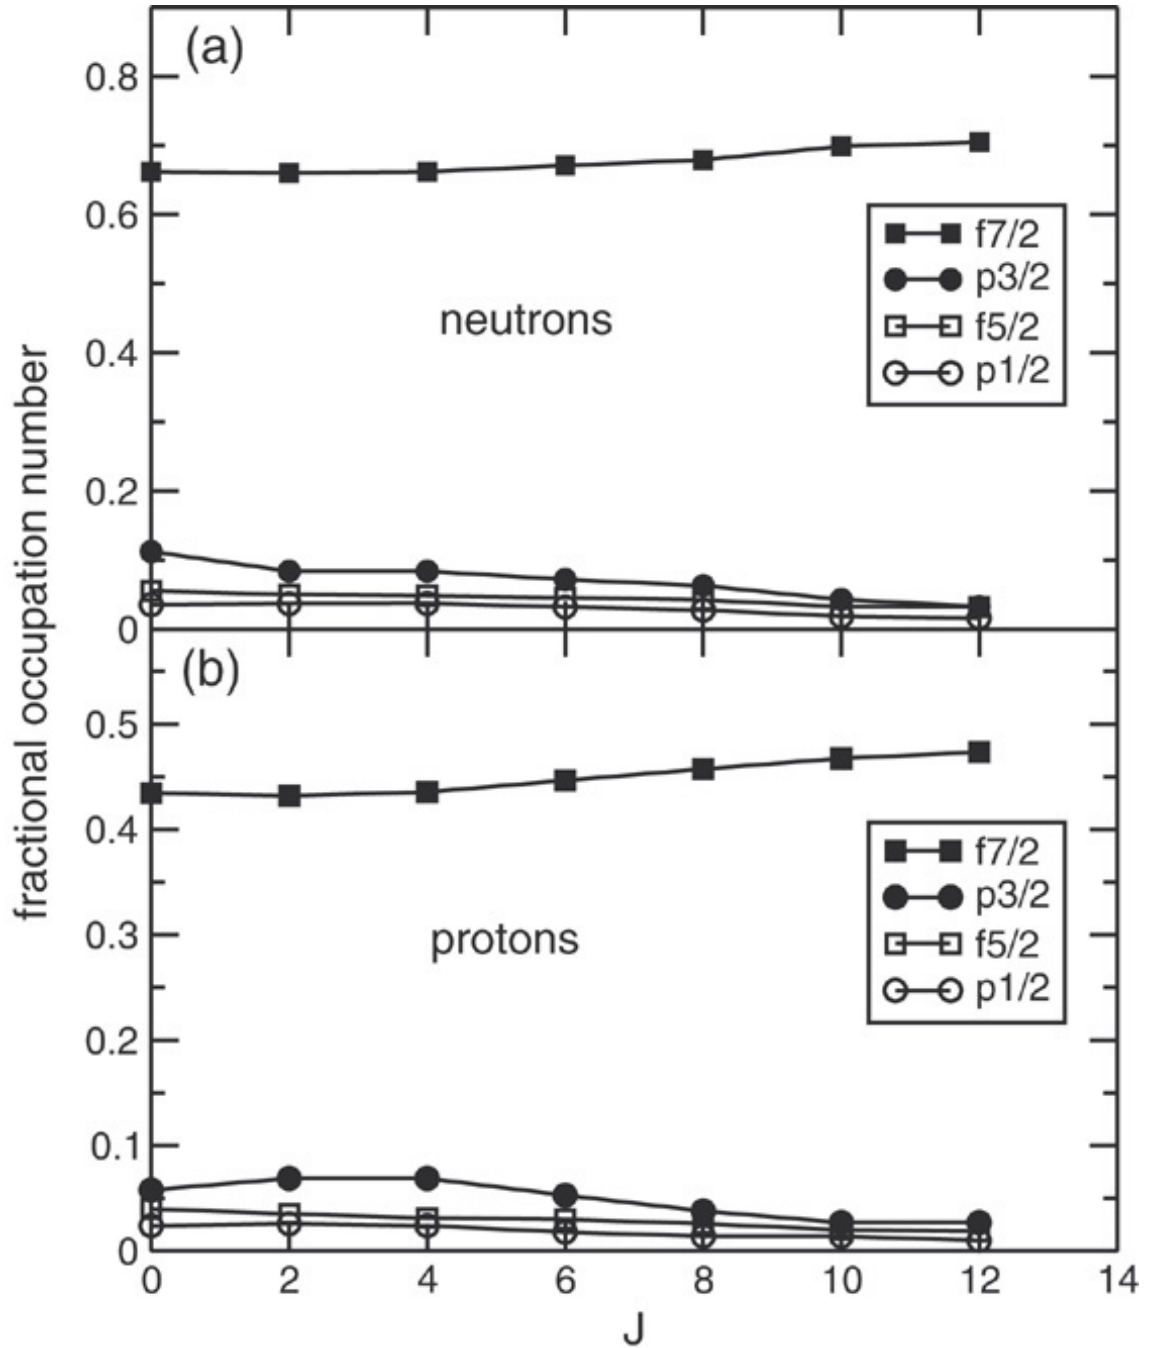 (a)
0.8
0.6
0.4
0.2
0
neutrons
f7/2
p3/2
f5/2
p1/2
fractional occupation number
(b)
0.5
0.4
0.3
0.2
0.1
0
protons
f7/2
p3/2
f5/2
p1/2
0 2 4 6 8 10 12 14
J